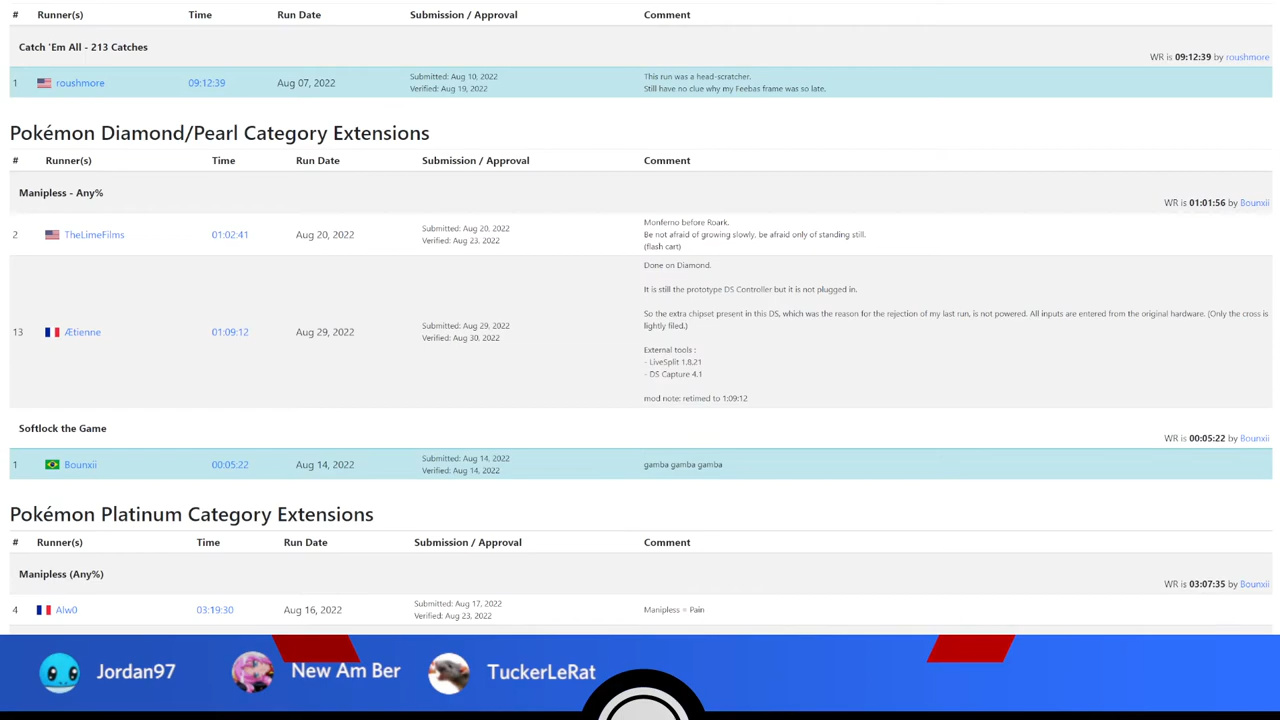 # Runner(s) Time Run Date Submission / Approval Comment
Catch 'Em All - 213 Catches
WR is 09:12:39 by roushmore
1 roushmore 09:12:39 Aug 07, 2022 Submitted: Aug 10, 2022 This run was a head-scratcher.
Verified: Aug 19, 2022 Still have no clue why my Feebas frame was so late.
Pokémon Diamond/Pearl Category Extensions
# Runner(s) Time Run Date Submission / Approval Comment
Manipless - Any%
WR is 01:01:56 by Bounxii
Monferno before Roark.
2 TheLimeFilms 01:02:41 Aug 20, 2022 Submitted: Aug 20, 2022 Be not afraid of growing slowly, be afraid only of standing still.
Verified: Aug 23, 2022 (flash cart)
Done on Diamond.
It is still the prototype DS Controller but it is not plugged in.
So the extra chipset present in this DS, which was the reason for the rejection of my last run, is not powered. All inputs are entered from the original hardware. (Only the cross is
lightly filed.)
13 Ætienne 01:09:12 Aug 29, 2022 Submitted: Aug 29, 2022
Verified: Aug 30, 2022
External tools :
- LiveSplit 1.8.21
- DS Capture 4.1
mod note: retimed to 1:09:12
Softlock the Game
WR is 00:05:22 by Bounxii
1 Bounxii 00:05:22 Aug 14, 2022 Submitted: Aug 14, 2022 gamba gamba gamba
Verified: Aug 14, 2022
Pokémon Platinum Category Extensions
# Runner(s) Time Run Date Submission / Approval Comment
Manipless (Any%)
WR is 03:07:35 by Bounxii
4 Alw0 03:19:30 Aug 16, 2022 Submitted: Aug 17, 2022 Manipless = Pain
Verified: Aug 23, 2022
Jordan97 New Am Ber TuckerLeRat